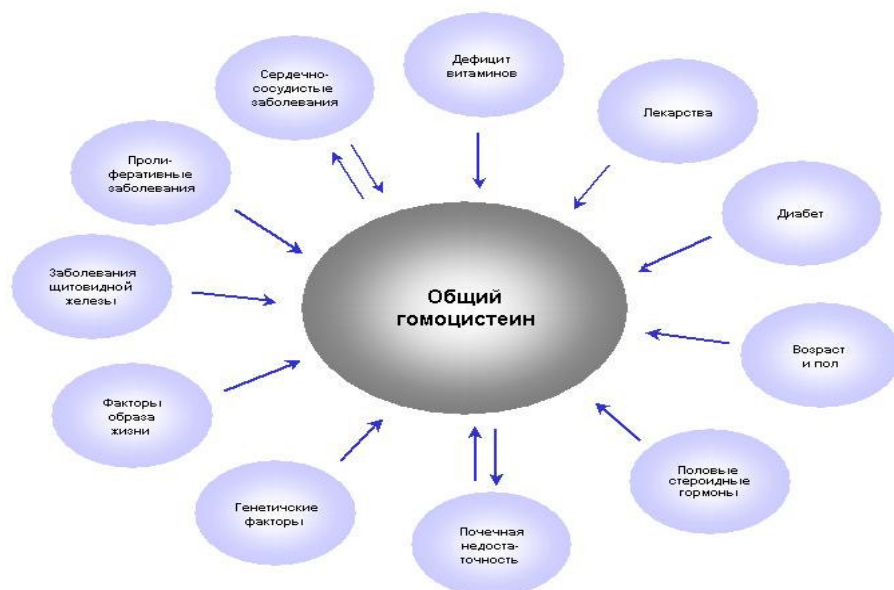 Дефицит
витаминов
Сердечно-
сосудистые
заболевания
Лекарства
Проли-
феративные
заболевания
Диабет
Заболевания
щитовидной
железы
Общий
гомоцистеин
Возраст
и пол
Факторы
образа
жизни
Половые
стероидные
гормоны
Генетичские
факторы
Почечная
недоста-
точность